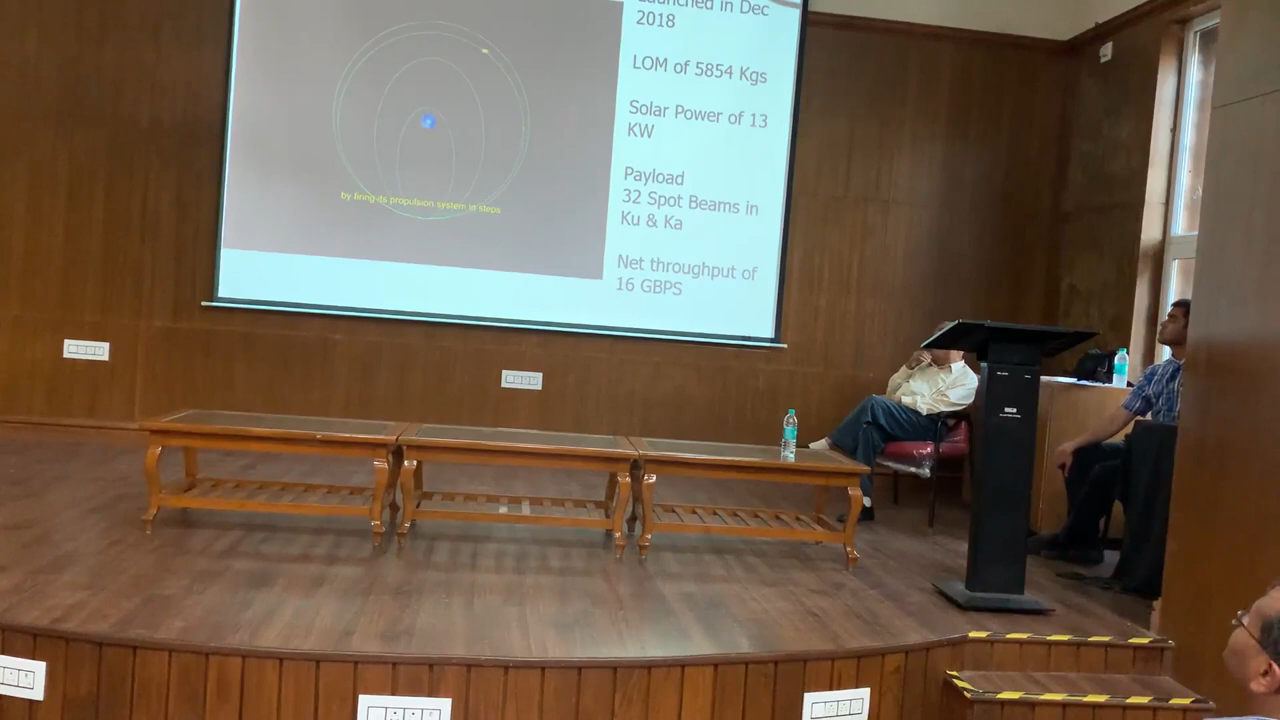 Launched in Dec
2018
LOM of 5854 Kgs
Solar Power of 13
KW
Payload
32 Spot Beams in
Ku & Ka
Net throughput of
16 GBPS
by firing its propulsion system in steps